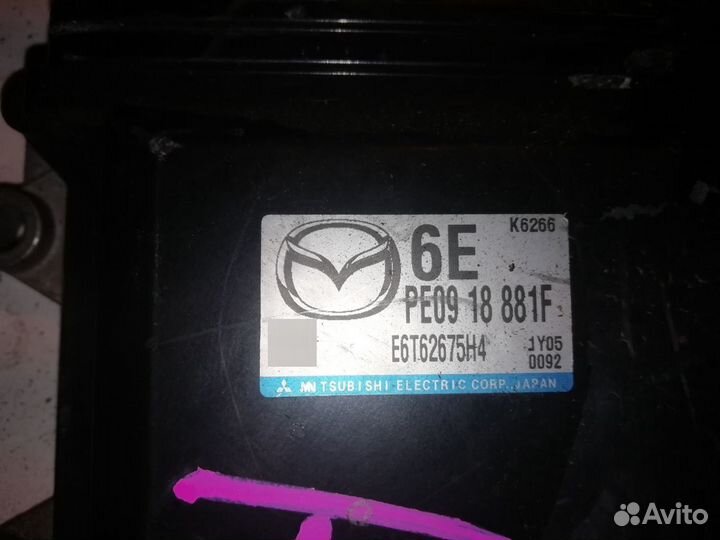 K6266
6E
PE09 18 881F
E6T62675H4 1Y05
0092
MITSUBISHI ELECTRIC CORP., JAPAN
Avito